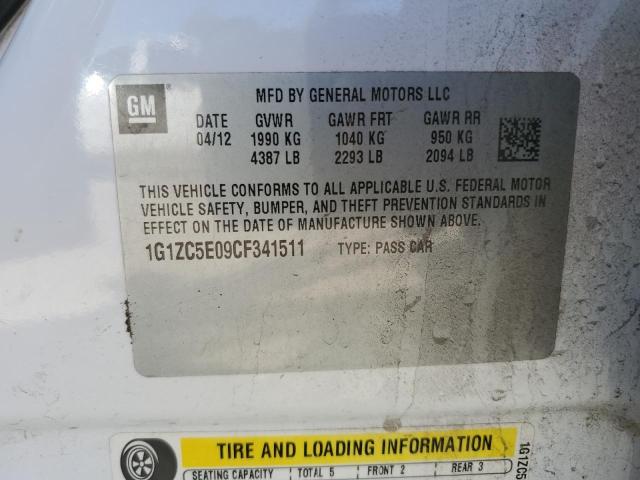 GM
MFD BY GENERAL MOTORS LLC
DATE GVWR GAWR FRT GAWR RR
04/12 1990 KG 1040 KG 950 KG
4387 LB 2293 LB 2094 LB
THIS VEHICLE CONFORMS TO ALL APPLICABLE U.S. FEDERAL MOTOR
VEHICLE SAFETY, BUMPER, AND THEFT PREVENTION STANDARDS IN
EFFECT ON THE DATE OF MANUFACTURE SHOWN ABOVE.
1G1ZC5E09CF341511 TYPE: PASS CAR
TIRE AND LOADING INFORMATION
SEATING CAPACITY TOTAL 5 FRONT 2 REAR 3
1G1ZC5